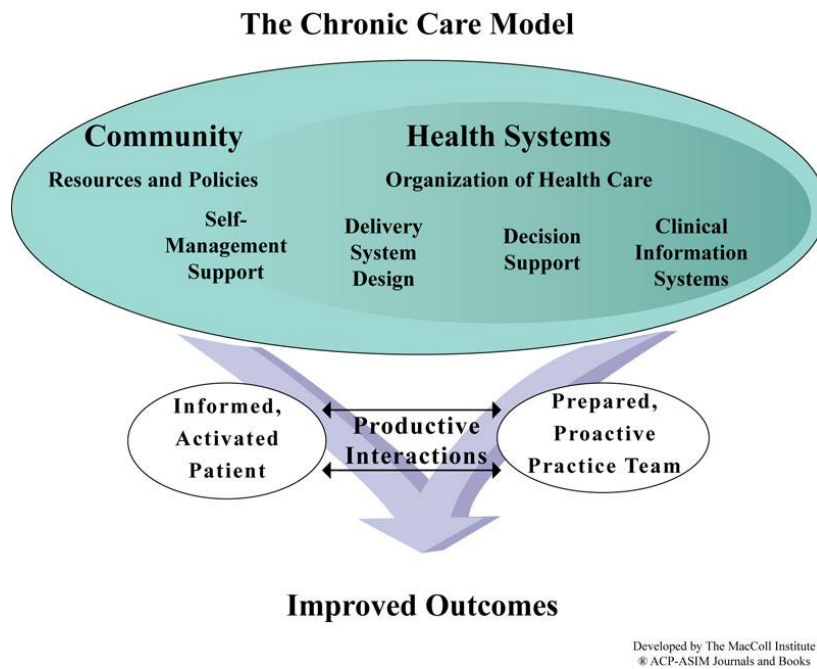 The Chronic Care Model
Community
Health Systems
Resources and Policies
Organization of Health Care
Self-
Management
Support
Delivery
System
Design
Decision
Support
Clinical
Information
Systems
Informed,
Activated
Patient
Productive
Interactions
Prepared,
Proactive
Practice Team
Improved Outcomes
Developed by The MacColl Institute
® ACP-ASIM Journals and Books